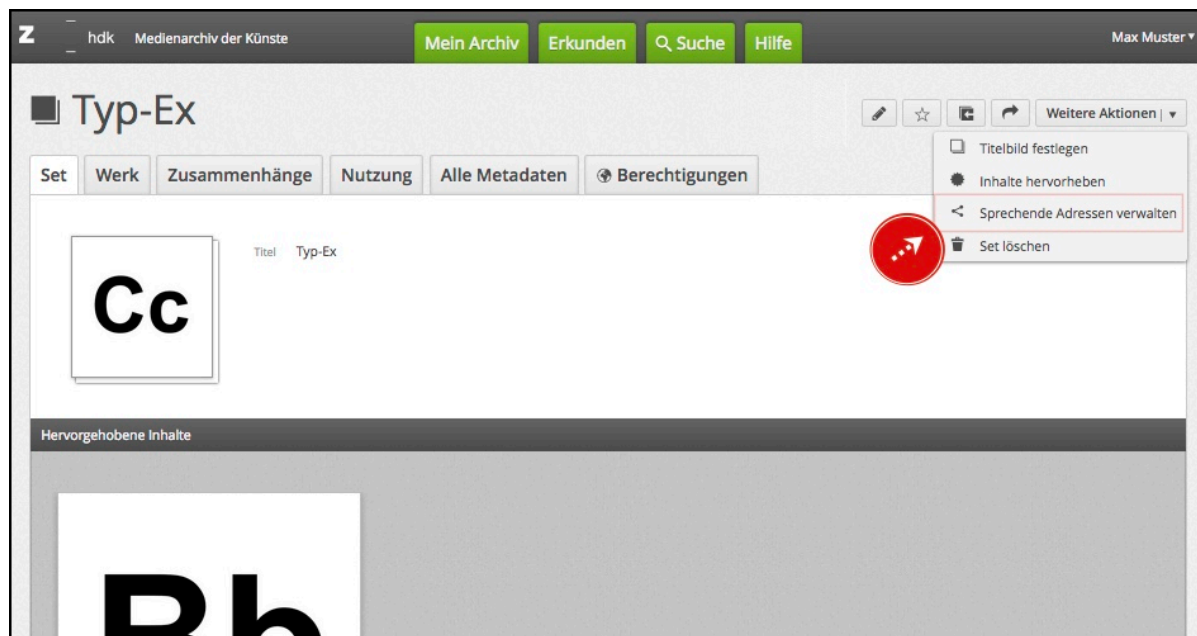 Z hdk Medienarchiv der Künste
Mein Archiv Erkunden Suche Hilfe
Max Muster
Typ-Ex
Weitere Aktionen
Titelbild festlegen
Inhalte hervorheben
Sprechende Adressen verwalten
Set löschen
Set Werk Zusammenhänge Nutzung Alle Metadaten Berechtigungen
Cc
Titel Typ-Ex
Hervorgehobene Inhalte
Bb